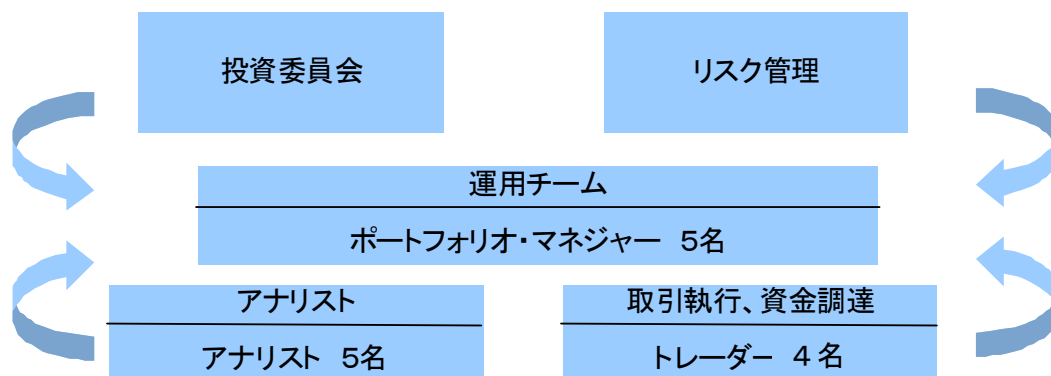 投資委員会
リスク管理
運用チーム
ポートフォリオ・マネジャー 5名
アナリスト
アナリスト 5名
取引執行、資金調達
トレーダー 4名